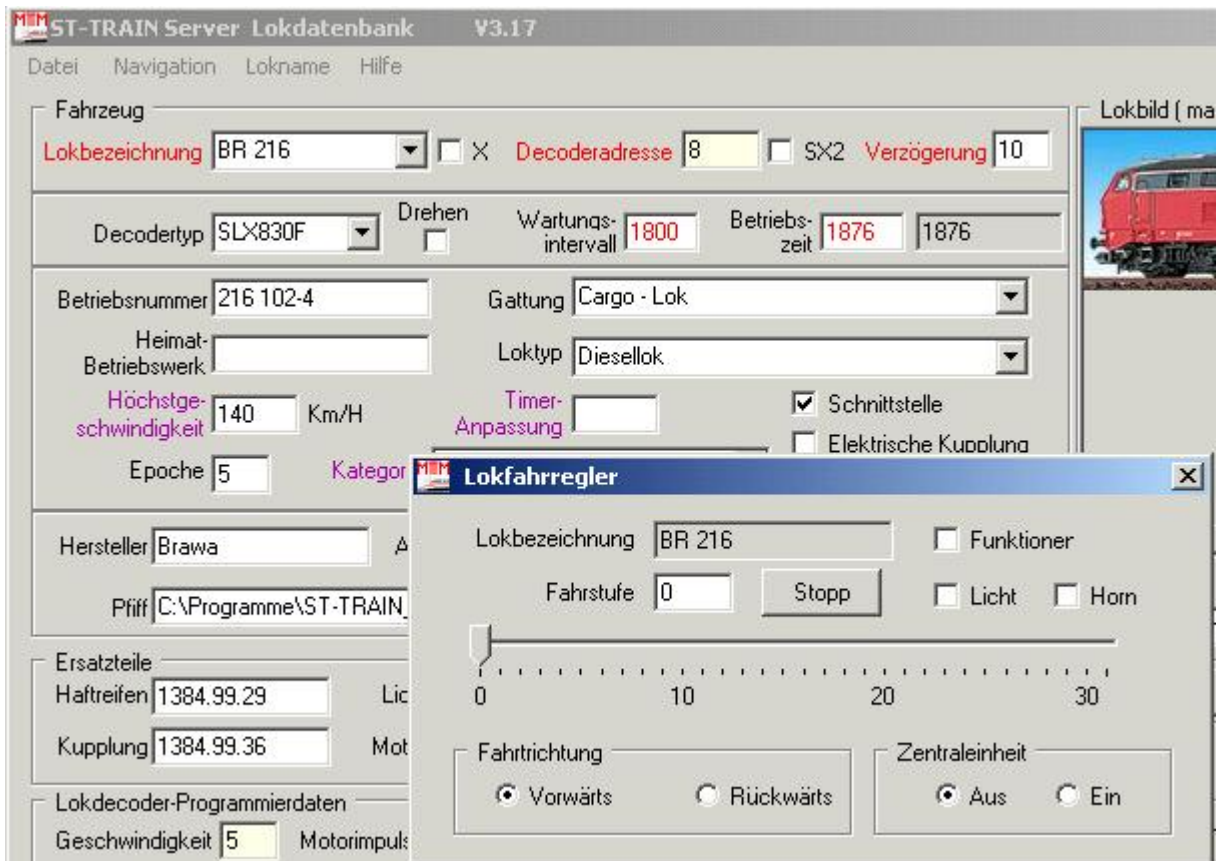 ST-TRAIN Server Lokdatenbank V3.17
Datei Navigation Lokname Hilfe
Fahrzeug
Lokbild ( ma
Lokbezeichnung BR 216 X Decoderadresse 8 SX2 Verzögerung 10
Decodertyp SLX830F Drehen Wartungs-intervall 1800 Betriebs-zeit 1876 1876
Betriebsnummer 216 102-4 Gattung Cargo - Lok
Heimat-Betriebswerk Loktyp Diesellok
Höchstge-schwindigkeit 140 Km/H Timer-Anpassung Schnittstelle
Elektrische Kupplung
Epoche 5 Kategor
Hersteller Brawa A
Pfiff C:\Programme\ST-TRAIN_
Ersatzteile
Haftreifen 1384.99.29 Lic
Kupplung 1384.99.36 Mot
Lokdecoder-Programmierdaten
Geschwindigkeit 5 Motorimpuls
Lokfahrregler
Lokbezeichnung BR 216 Funktioner
Fahrstufe 0 Stopp Licht Horn
0 10 20 30
Fahrtrichtung Zentraleinheit
Vorwärts Rückwärts Aus Ein